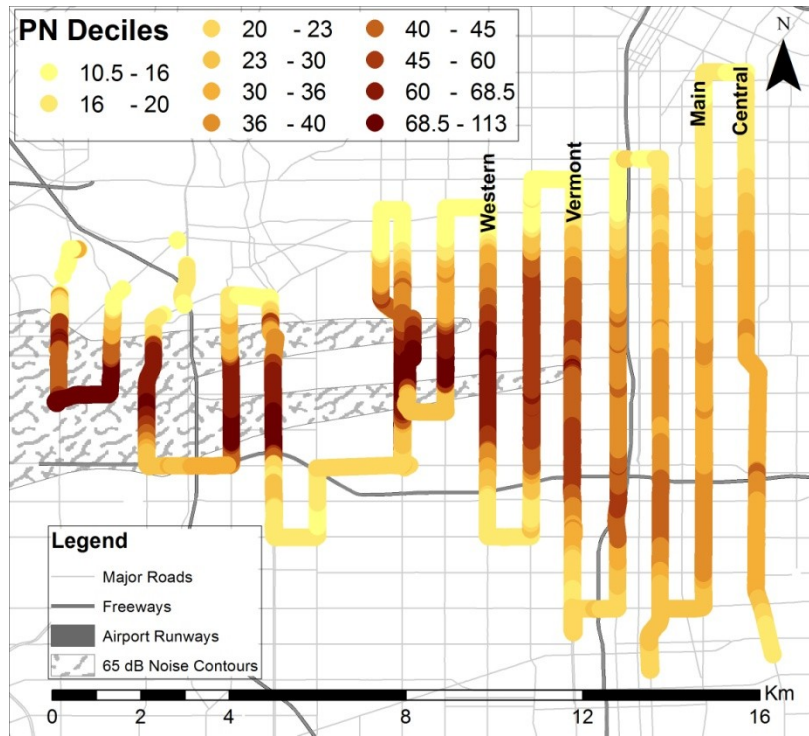 PN Deciles
10.5 - 16
16 - 20
20 - 23
23 - 30
30 - 36
36 - 40
40 - 45
45 - 60
60 - 68.5
68.5 - 113
N
Western
Vermont
Main
Central
Legend
Major Roads
Freeways
Airport Runways
65 dB Noise Contours
Km
0 2 4 8 12 16